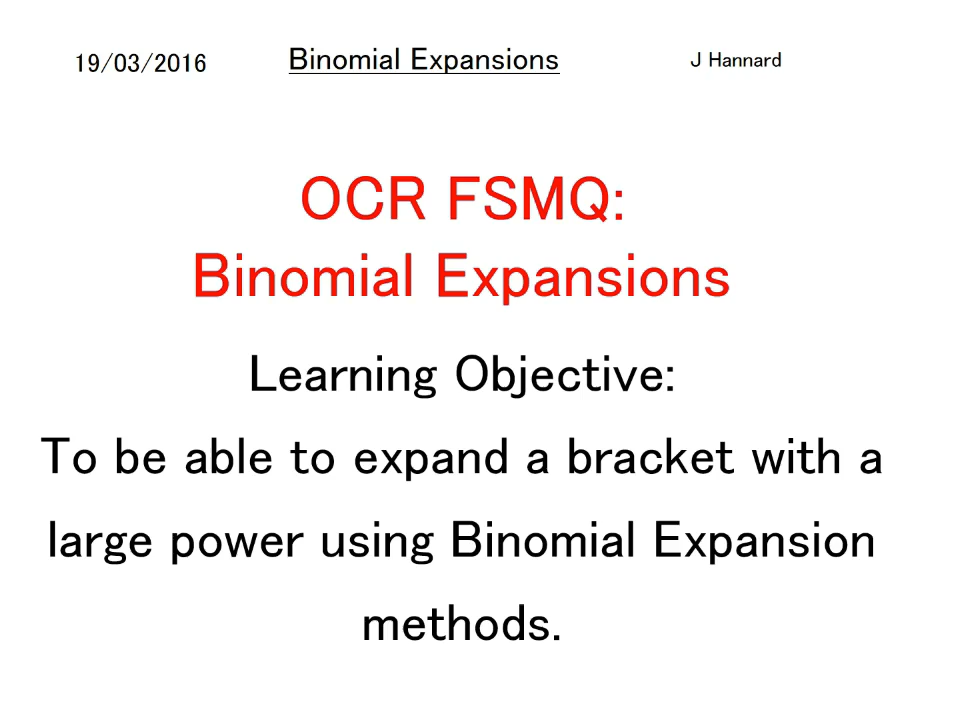 19/03/2016 Binomial Expansions J Hannard
OCR FSMQ:
Binomial Expansions
Learning Objective:
To be able to expand a bracket with a
large power using Binomial Expansion
methods.